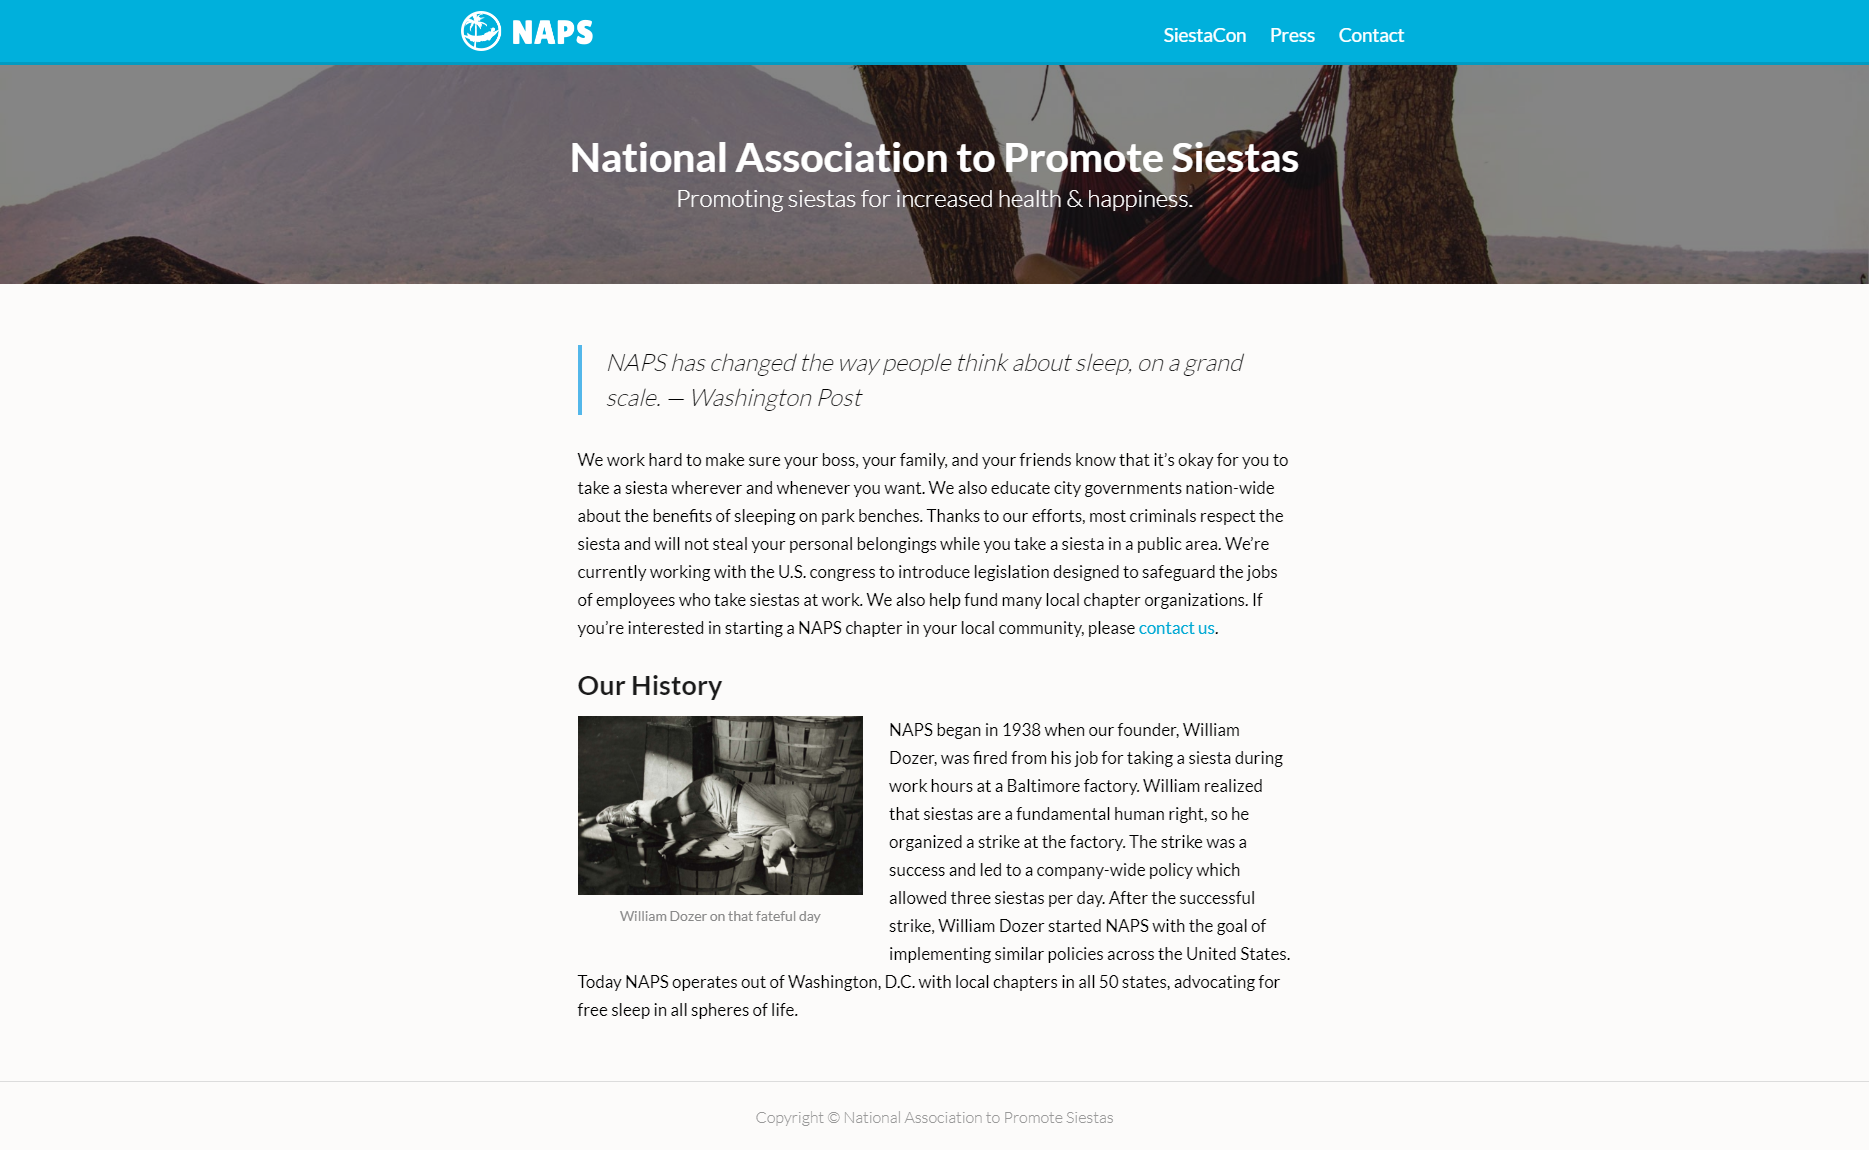 NAPS
SiestaCon
Press
Contact
National Association to Promote Siestas
Promoting siestas for increased health & happiness.
NAPS has changed the way people think about sleep, on a grand
scale. — Washington Post
We work hard to make sure your boss, your family, and your friends know that it’s okay for you to
take a siesta wherever and whenever you want. We also educate city governments nation-wide
about the benefits of sleeping on park benches. Thanks to our efforts, most criminals respect the
siesta and will not steal your personal belongings while you take a siesta in a public area. We’re
currently working with the U.S. congress to introduce legislation designed to safeguard the jobs
of employees who take siestas at work. We also help fund many local chapter organizations. If
you’re interested in starting a NAPS chapter in your local community, please contact us.
Our History
William Dozer on that fateful day
NAPS began in 1938 when our founder, William
Dozer, was fired from his job for taking a siesta during
work hours at a Baltimore factory. William realized
that siestas are a fundamental human right, so he
organized a strike at the factory. The strike was a
success and led to a company-wide policy which
allowed three siestas per day. After the successful
strike, William Dozer started NAPS with the goal of
implementing similar policies across the United States.
Today NAPS operates out of Washington, D.C. with local chapters in all 50 states, advocating for
free sleep in all spheres of life.
Copyright © National Association to Promote Siestas